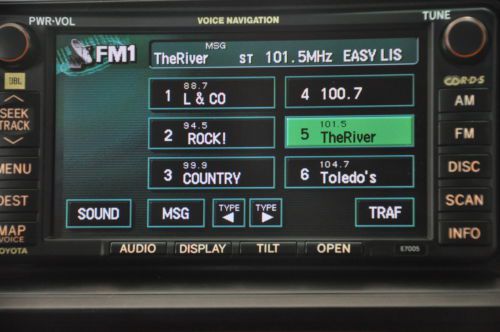 PWR-VOL
VOICE NAVIGATION
TUNE
FM1
MSG
TheRiver ST 101.5MHz EASY LIS
JBL
CD R·D·S
SEEK
TRACK
MENU
DEST
MAP
VOICE
TOYOTA
1 88.7 L & CO
4 100.7
2 94.5 ROCK!
5 101.5 TheRiver
3 99.9 COUNTRY
6 104.7 Toledo's
SOUND
MSG
TYPE ◀
TYPE ▶
TRAF
AM
FM
DISC
SCAN
INFO
AUDIO
DISPLAY
TILT
OPEN
E7005